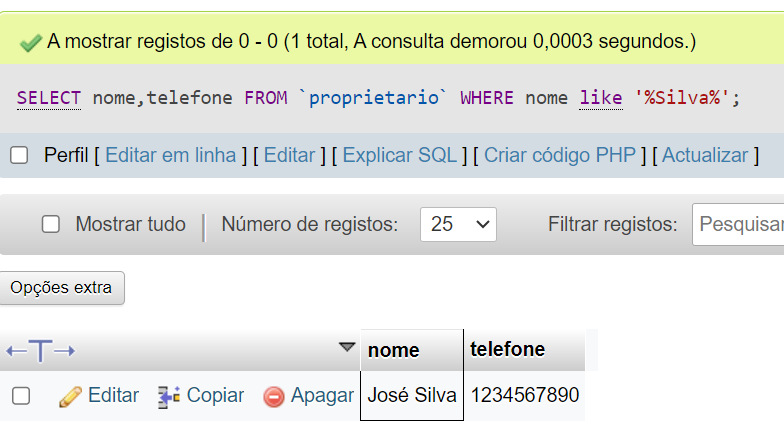 A mostrar registos de 0 - 0 (1 total, A consulta demorou 0,0003 segundos.)
SELECT nome,telefone FROM `proprietario` WHERE nome like '%Silva%';
Perfil [ Editar em linha ] [ Editar ] [ Explicar SQL ] [ Criar código PHP ] [ Actualizar ]
Mostrar tudo | Número de registos: 25 Filtrar registos: Pesquisar
Opções extra
←T→ nome telefone
Editar Copiar Apagar José Silva 1234567890